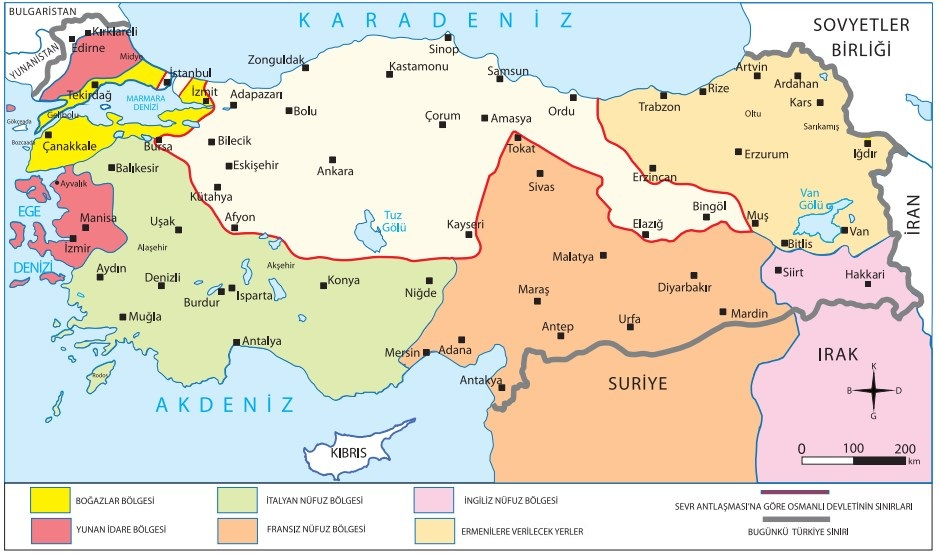 BULGARİSTAN
KARADENİZ
SOVYETLER
BİRLİĞİ
YUNANİSTAN
Kırklareli
Edirne
Midye
İstanbul
Tekirdağ
MARMARA
DENİZİ
İzmit
Adapazarı
Zonguldak
Kastamonu
Sinop
Samsun
Bolu
Çorum
Amasya
Ordu
Trabzon
Rize
Artvin
Ardahan
Kars
Oltu
Sarıkamış
Iğdır
Gökçeada
Gelibolu
Bozcaada
Çanakkale
Bursa
Bilecik
Eskişehir
Ankara
Tokat
Sivas
Erzincan
Erzurum
Balıkesir
Ayvalık
Kütahya
Afyon
Tuz
Gölü
Kayseri
Elazığ
Bingöl
Muş
Van
Gölü
Van
Bitlis
İRAN
EGE
DENİZİ
Manisa
İzmir
Uşak
Alaşehir
Akşehir
Aydın
Denizli
Burdur
Isparta
Konya
Niğde
Malatya
Maraş
Diyarbakır
Siirt
Hakkari
Mardin
Muğla
Antalya
Mersin
Adana
Antep
Urfa
Antakya
Rodos
AKDENİZ
KIBRIS
SURİYE
IRAK
K
B D
G
0 100 200
km
BOĞAZLAR BÖLGESİ
İTALYAN NÜFUZ BÖLGESİ
İNGİLİZ NÜFUZ BÖLGESİ
SEVR ANTLAŞMASI'NA GÖRE OSMANLI DEVLETİNİN SINIRLARI
YUNAN İDARE BÖLGESİ
FRANSIZ NÜFUZ BÖLGESİ
ERMENİLERE VERİLECEK YERLER
BUGÜNKÜ TÜRKİYE SINIRI